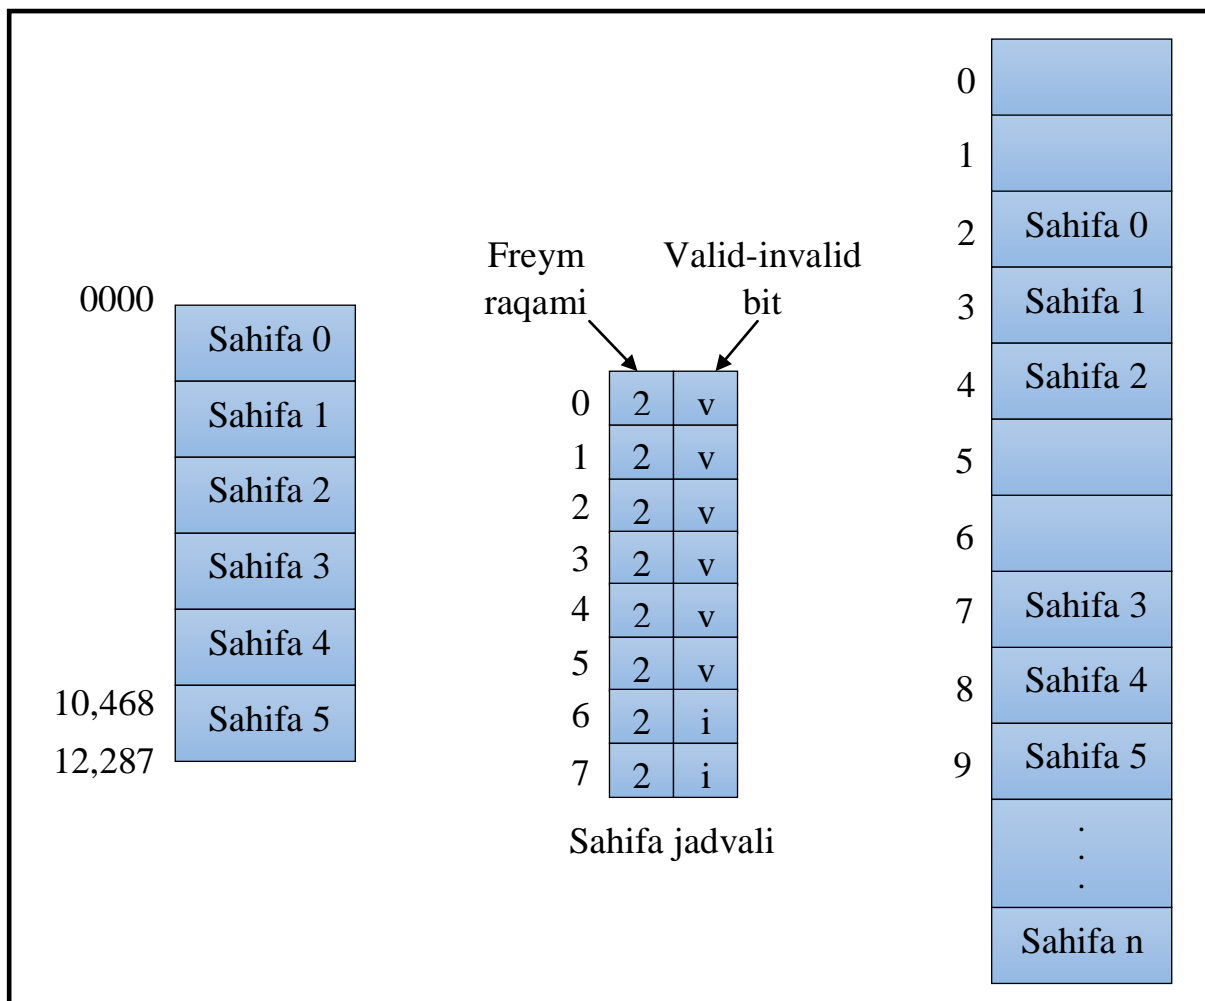 0000
Sahifa 0
Sahifa 1
Sahifa 2
Sahifa 3
Sahifa 4
10,468
Sahifa 5
12,287
Freym
raqami
Valid-invalid
bit
0 2 v
1 2 v
2 2 v
3 2 v
4 2 v
5 2 v
6 2 i
7 2 i
Sahifa jadvali
0
1
2 Sahifa 0
3 Sahifa 1
4 Sahifa 2
5
6
7 Sahifa 3
8 Sahifa 4
9 Sahifa 5
.
.
.
Sahifa n